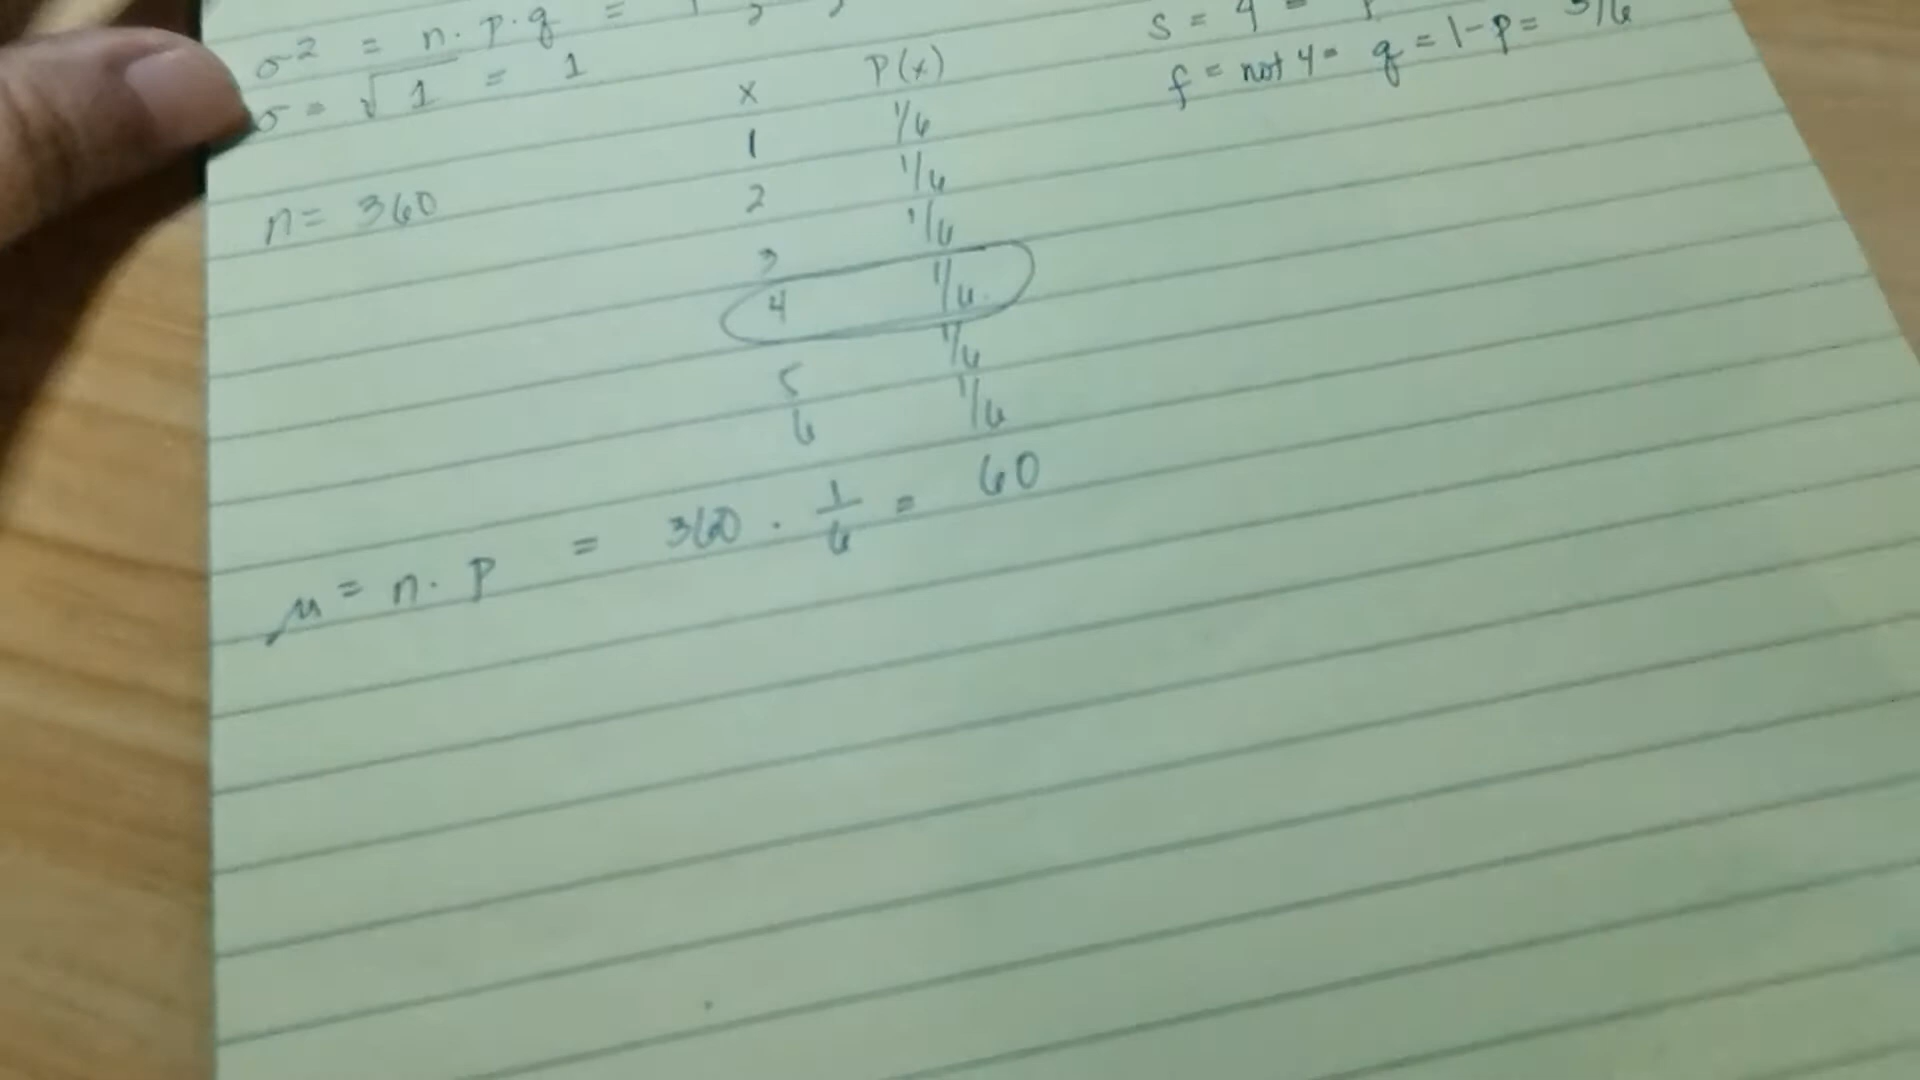 σ² = n. p.q =
σ = √1 = 1
s = 4 =
f = not 4 = q = 1-p = 5/6
x P(x)
1 1/6
2 1/6
3 1/6
4 1/6
5 1/6
6 1/6
n = 360
μ = n. p = 360 . 1/6 = 60